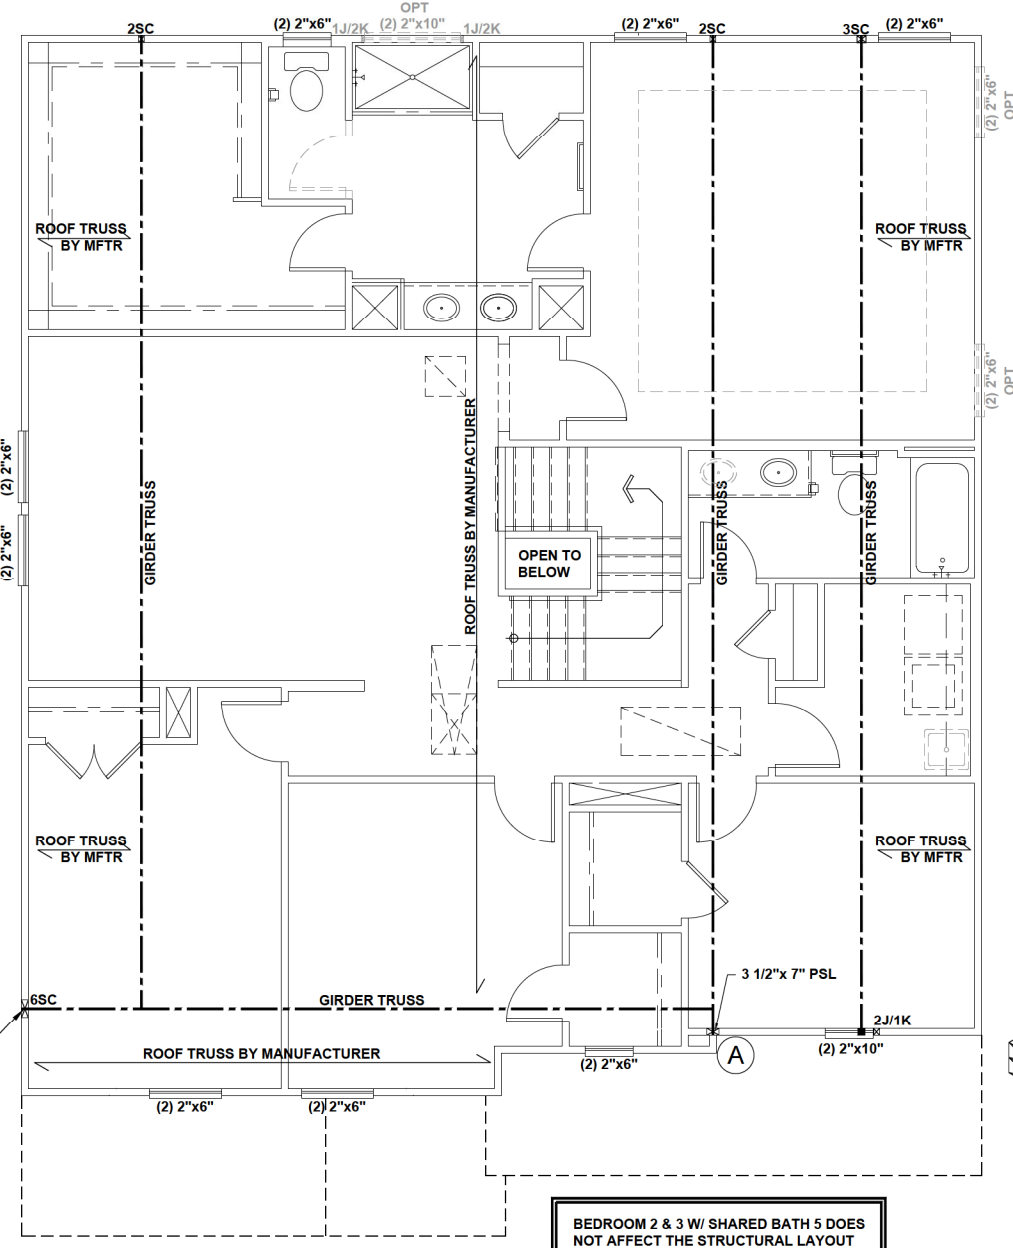 OPT
2SC
(2) 2"x6"
1J/2K
(2) 2"x10"
1J/2K
(2) 2"x6"
2SC
3SC
(2) 2"x6"
(2) 2"x6"
OPT
ROOF TRUSS
BY MFTR
ROOF TRUSS
BY MFTR
(2) 2"x6"
OPT
(2) 2"x6"
(2) 2"x6"
GIRDER TRUSS
ROOF TRUSS BY MANUFACTURER
GIRDER TRUSS
GIRDER TRUSS
OPEN TO
BELOW
ROOF TRUSS
BY MFTR
ROOF TRUSS
BY MFTR
3 1/2"x 7" PSL
6SC
GIRDER TRUSS
2J/1K
ROOF TRUSS BY MANUFACTURER
A
(2) 2"x10"
(2) 2"x6"
(2) 2"x6"
(2) 2"x6"
BEDROOM 2 & 3 W/ SHARED BATH 5 DOES
NOT AFFECT THE STRUCTURAL LAYOUT